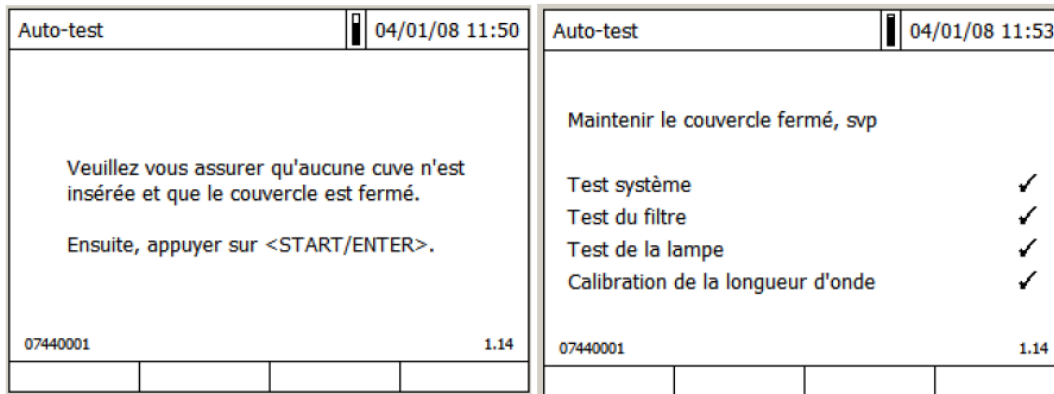 Auto-test 04/01/08 11:50
Veuillez vous assurer qu'aucune cuve n'est
insérée et que le couvercle est fermé.
Ensuite, appuyer sur <START/ENTER>.
07440001 1.14
Auto-test 04/01/08 11:53
Maintenir le couvercle fermé, svp
Test système ✓
Test du filtre ✓
Test de la lampe ✓
Calibration de la longueur d'onde ✓
07440001 1.14